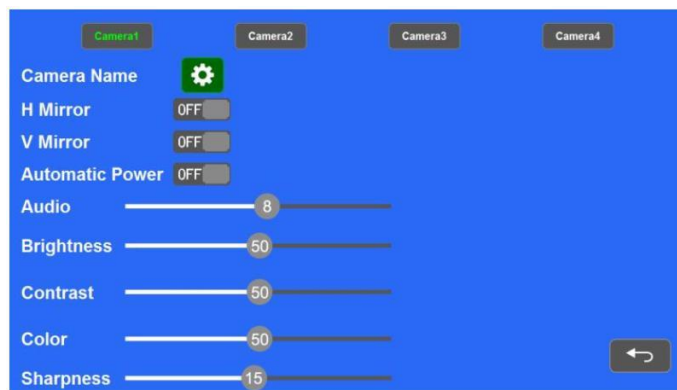 Camera1 Camera2 Camera3 Camera4
Camera Name
H Mirror OFF
V Mirror OFF
Automatic Power OFF
Audio 8
Brightness 50
Contrast 50
Color 50
Sharpness 15